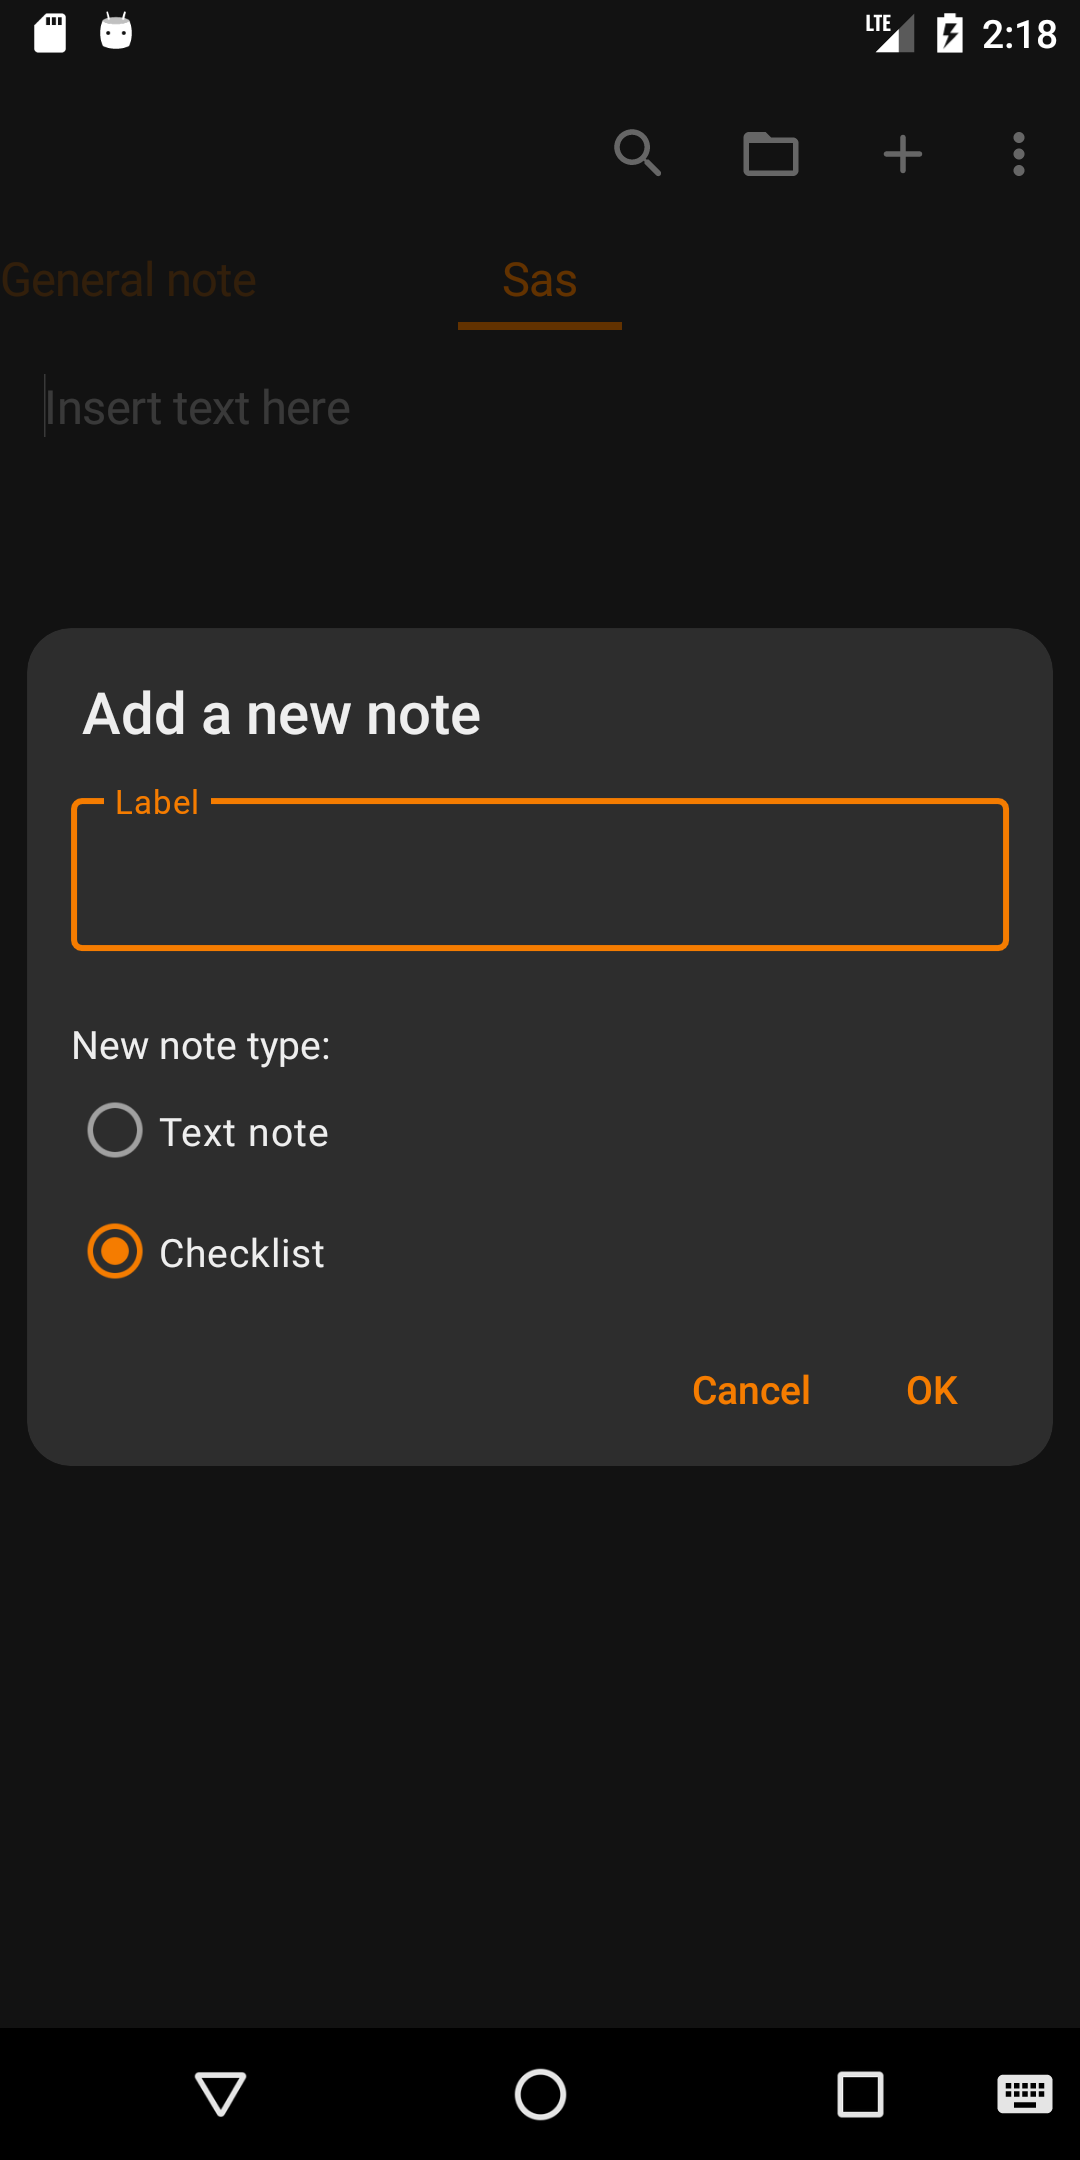 LTE 2:18
General note Sas
Insert text here
Add a new note
Label
New note type:
Text note
Checklist
Cancel OK